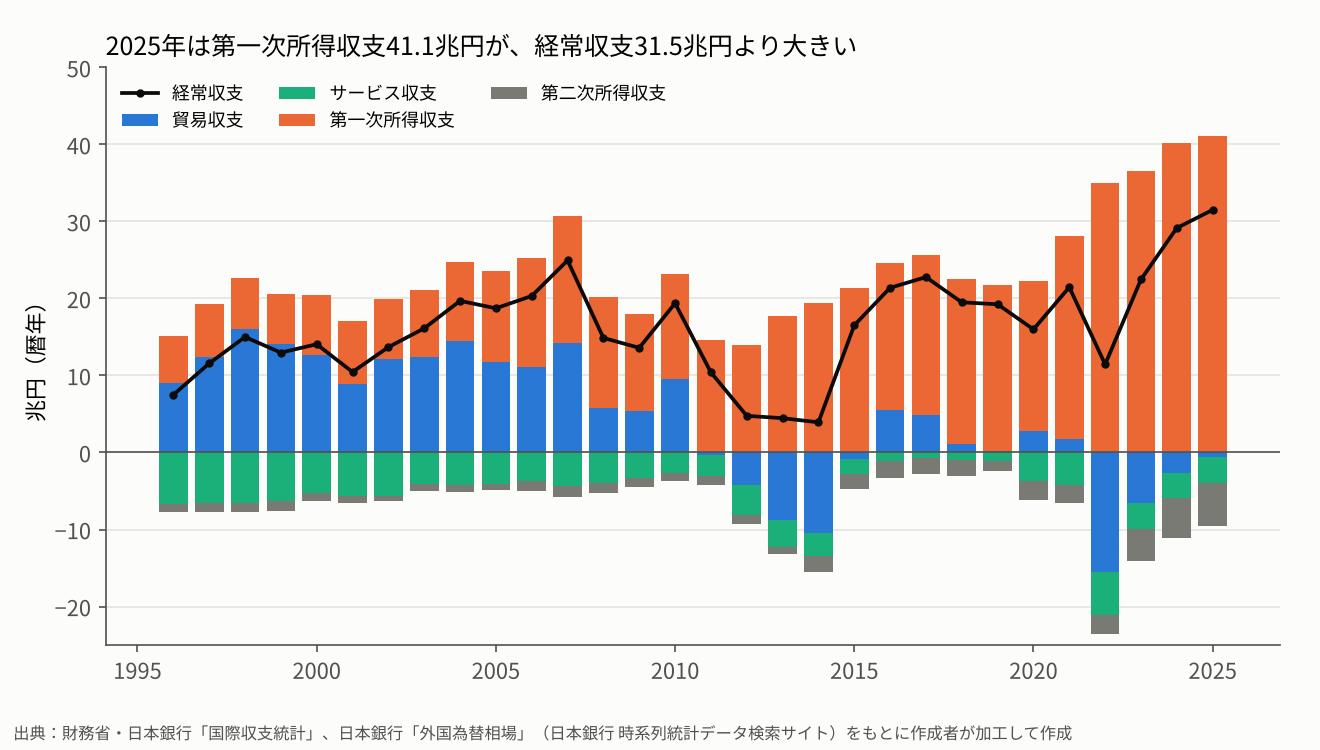 2025年は第一次所得収支41.1兆円が、経常収支31.5兆円より大きい
経常収支 サービス収支 第二次所得収支
貿易収支 第一次所得収支
兆円（暦年）
50
40
30
20
10
0
−10
−20
1995 2000 2005 2010 2015 2020 2025
出典：財務省・日本銀行「国際収支統計」、日本銀行「外国為替相場」（日本銀行 時系列統計データ検索サイト）をもとに作成者が加工して作成